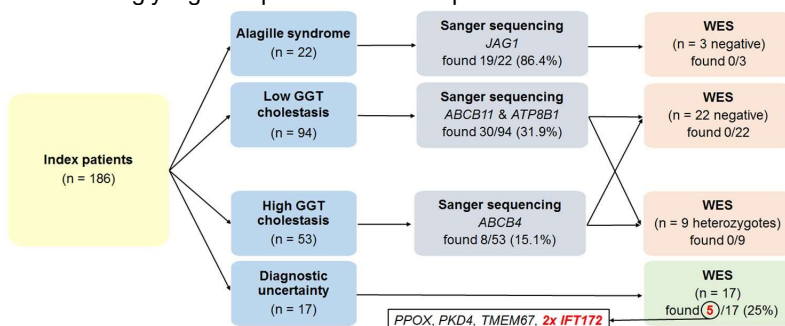 Index patients
(n = 186)
Alagille syndrome
(n = 22)
Sanger sequencing
JAG1
found 19/22 (86.4%)
WES
(n = 3 negative)
found 0/3
Low GGT
cholestasis
(n = 94)
Sanger sequencing
ABCB11 & ATP8B1
found 30/94 (31.9%)
WES
(n = 22 negative)
found 0/22
High GGT
cholestasis
(n = 53)
Sanger sequencing
ABCB4
found 8/53 (15.1%)
WES
(n = 9 heterozygotes)
found 0/9
Diagnostic
uncertainty
(n = 17)
WES
(n = 17)
found 5/17 (25%)
PPOX, PKD4, TMEM67, 2x IFT172